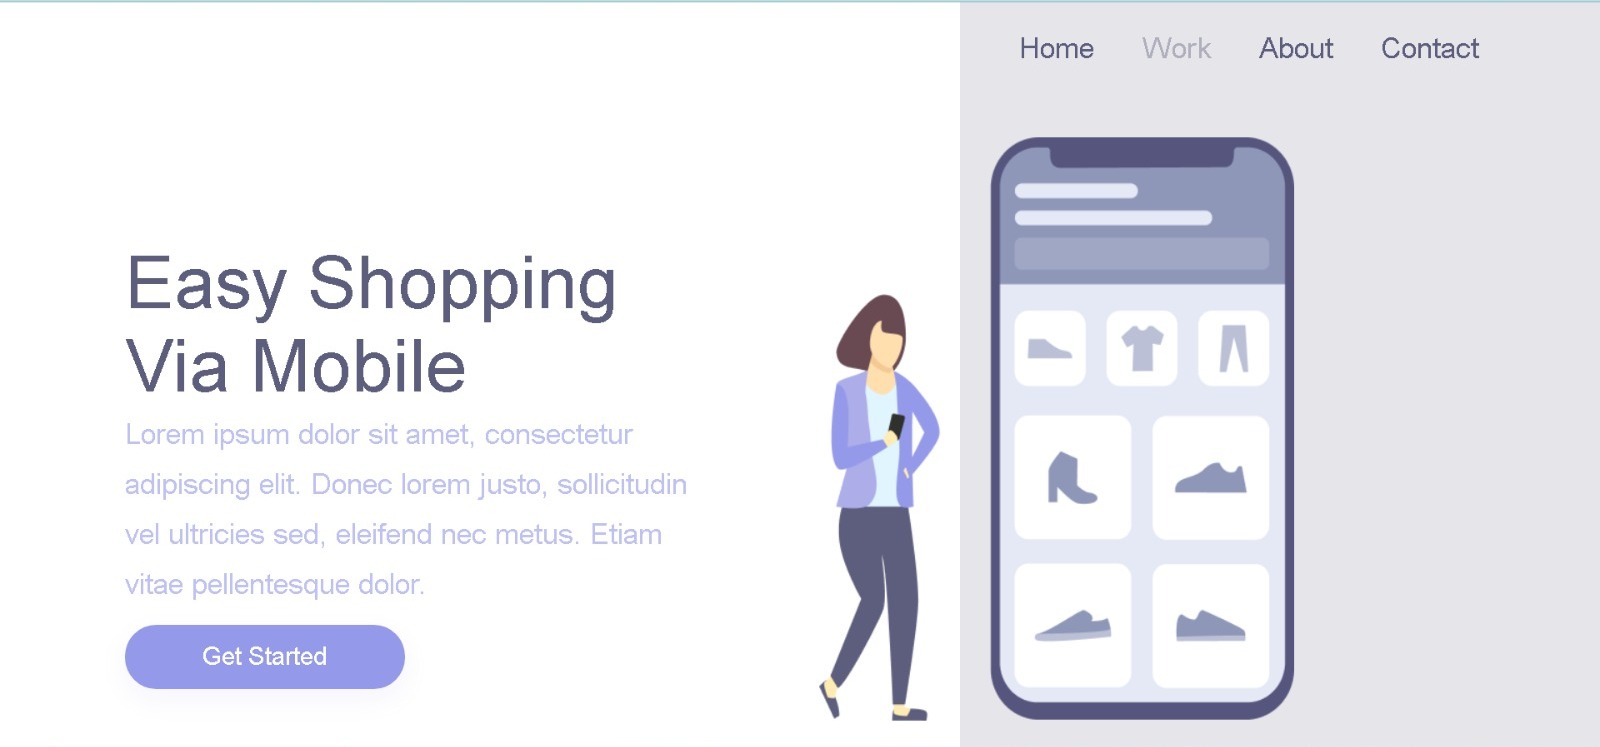 Home Work About Contact
Easy Shopping
Via Mobile
Lorem ipsum dolor sit amet, consectetur
adipiscing elit. Donec lorem justo, sollicitudin
vel ultricies sed, eleifend nec metus. Etiam
vitae pellentesque dolor.
Get Started